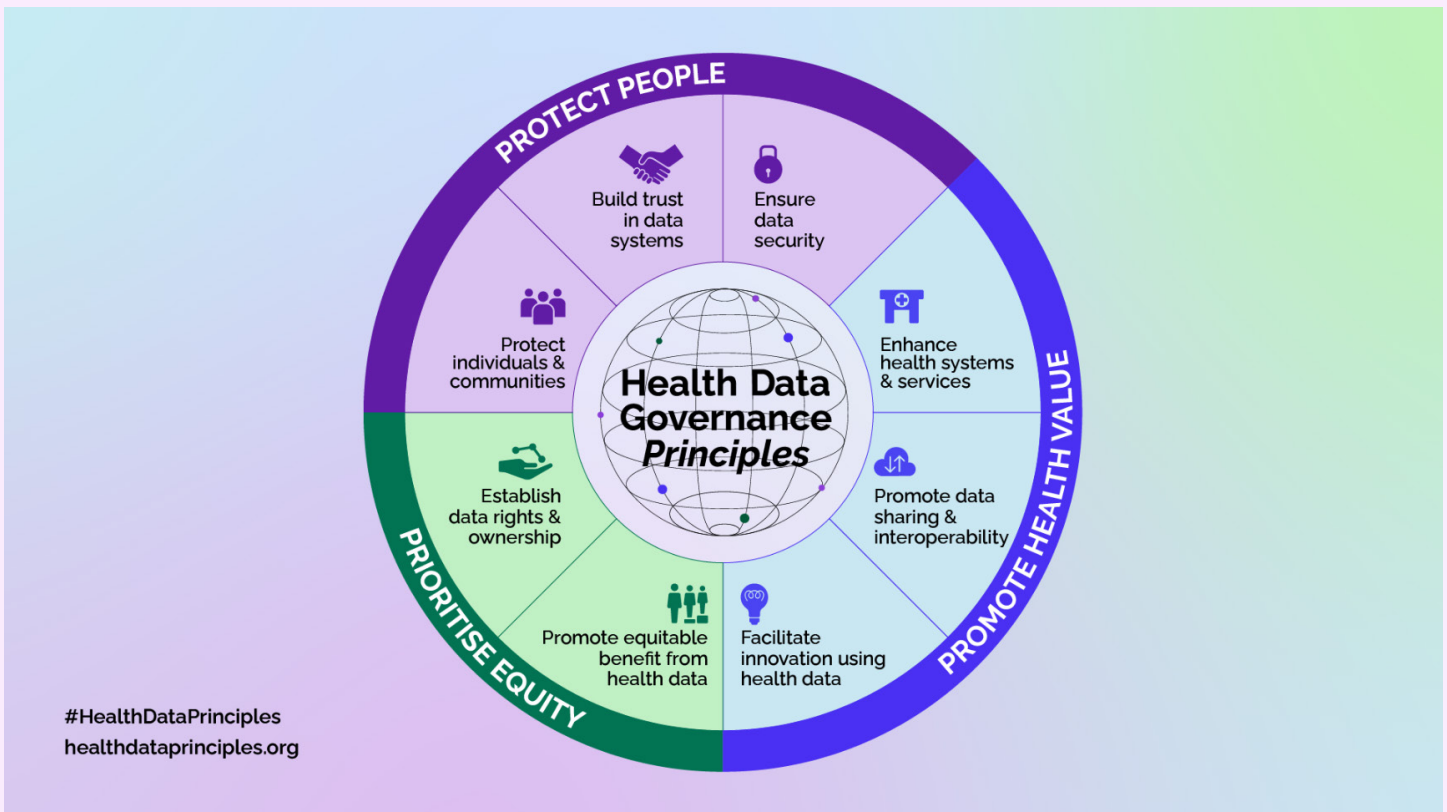 PROTECT PEOPLE
Build trust
in data
systems
Ensure
data
security
Protect
individuals &
communities
Enhance
health systems
& services
Health Data
Governance
Principles
PROMOTE HEALTH VALUE
Establish
data rights &
ownership
Promote data
sharing &
interoperability
PRIORITISE EQUITY
Promote equitable
benefit from
health data
Facilitate
innovation using
health data
#HealthDataPrinciples
healthdataprinciples.org